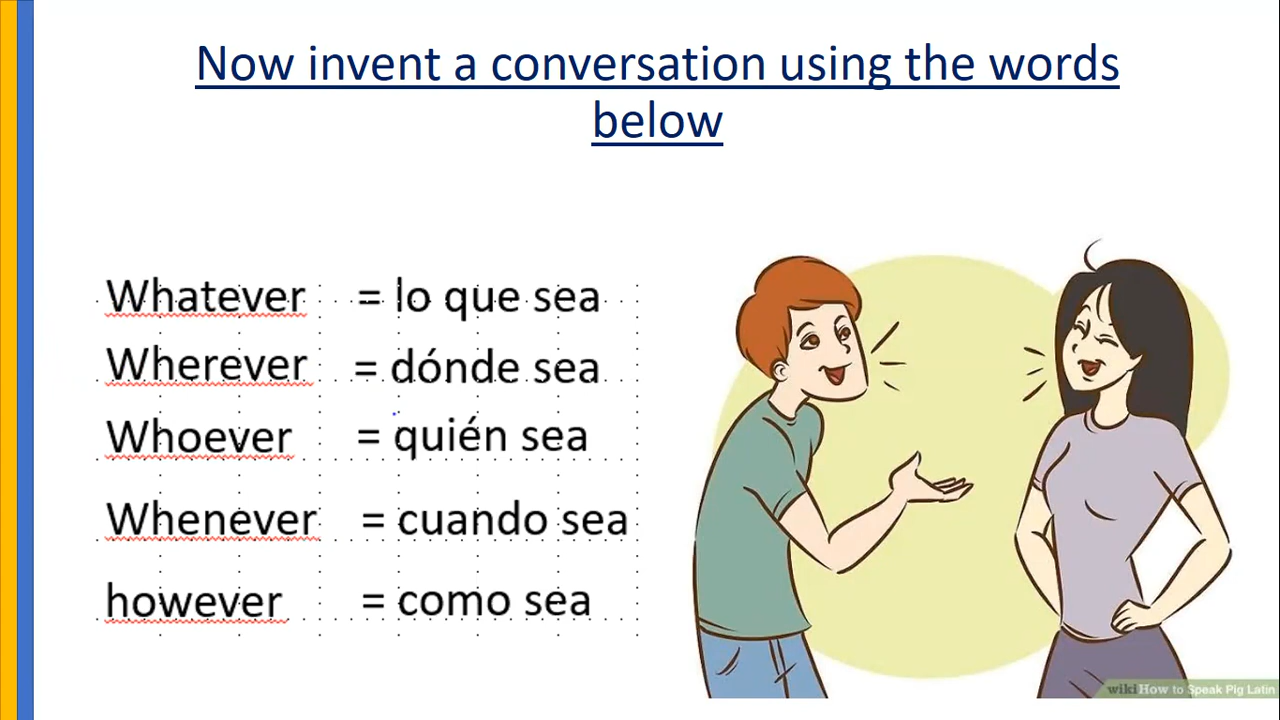 Now invent a conversation using the words
below
Whatever = lo que sea
Wherever = dónde sea
Whoever = quién sea
Whenever = cuando sea
however = como sea
wikiHow to Speak Pig Latin